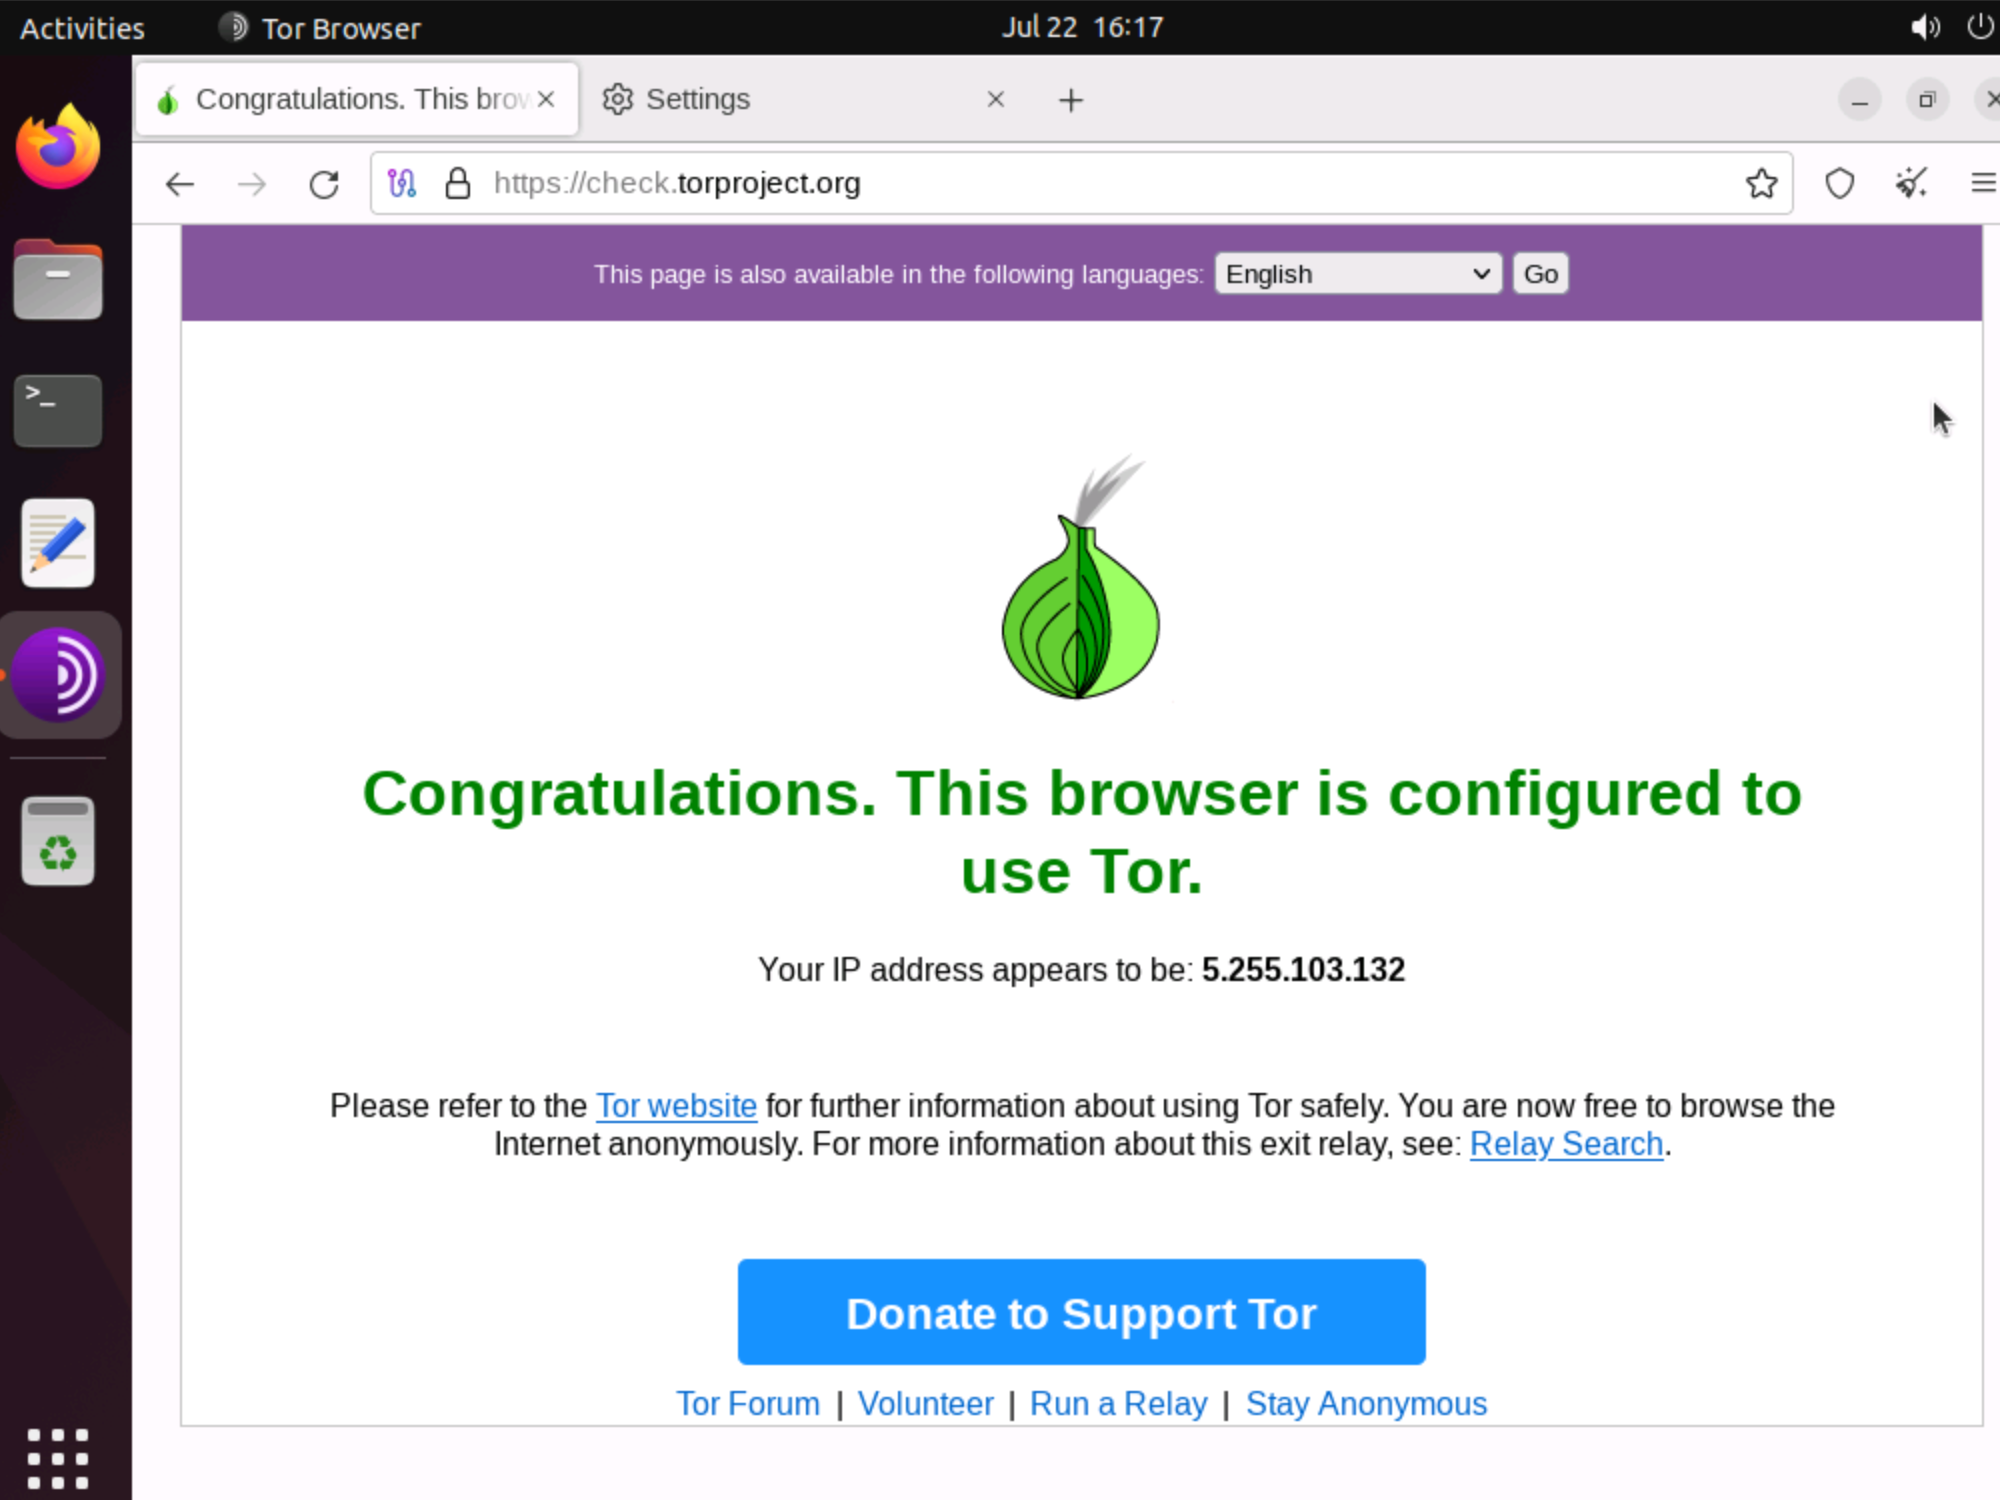 Activities Tor Browser Jul 22 16:17
Congratulations. This brow Settings
https://check.torproject.org
This page is also available in the following languages: English Go
>_
Congratulations. This browser is configured to
use Tor.
Your IP address appears to be: 5.255.103.132
Please refer to the Tor website for further information about using Tor safely. You are now free to browse the
Internet anonymously. For more information about this exit relay, see: Relay Search.
Donate to Support Tor
Tor Forum | Volunteer | Run a Relay | Stay Anonymous